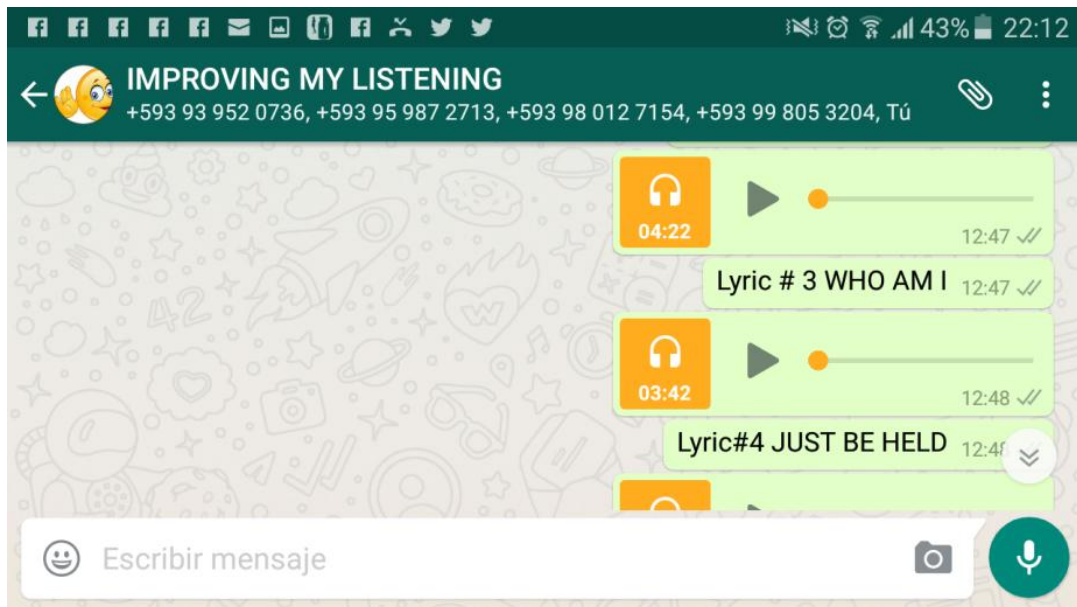 43% 22:12
IMPROVING MY LISTENING
+593 93 952 0736, +593 95 987 2713, +593 98 012 7154, +593 99 805 3204, Tú
04:22
12:47
Lyric # 3 WHO AM I 12:47
03:42
12:48
Lyric#4 JUST BE HELD 12:48
Escribir mensaje